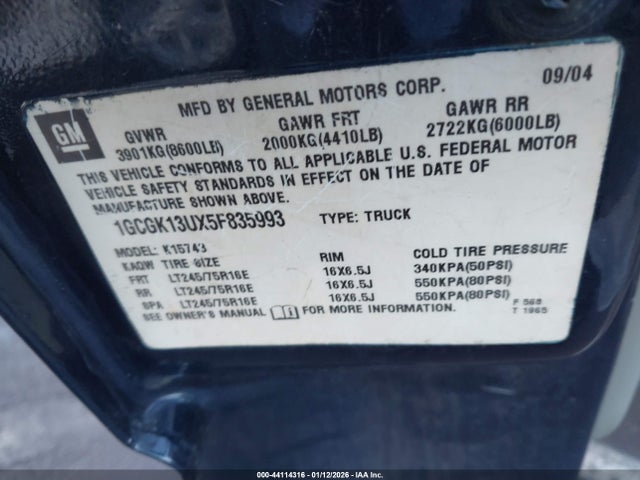 09/04
MFD BY GENERAL MOTORS CORP.
GM
GVWR GAWR FRT GAWR RR
3901KG(8600LB) 2000KG(4410LB) 2722KG(6000LB)
THIS VEHICLE CONFORMS TO ALL APPLICABLE U.S. FEDERAL MOTOR
VEHICLE SAFETY STANDARDS IN EFFECT ON THE DATE OF
MANUFACTURE SHOWN ABOVE.
1GCGK13UX5F835993 TYPE: TRUCK
MODEL: K15743
KAOW TIRE SIZE RIM COLD TIRE PRESSURE
FRT LT245/75R16E 16X6.5J 340KPA(50PSI)
RR LT245/75R16E 16X6.5J 550KPA(80PSI)
SPA LT245/75R16E 16X6.5J 550KPA(80PSI)
SEE OWNER'S MANUAL FOR MORE INFORMATION.
F 568
T 1965
000-44114316 - 01/12/2026 - IAA Inc.